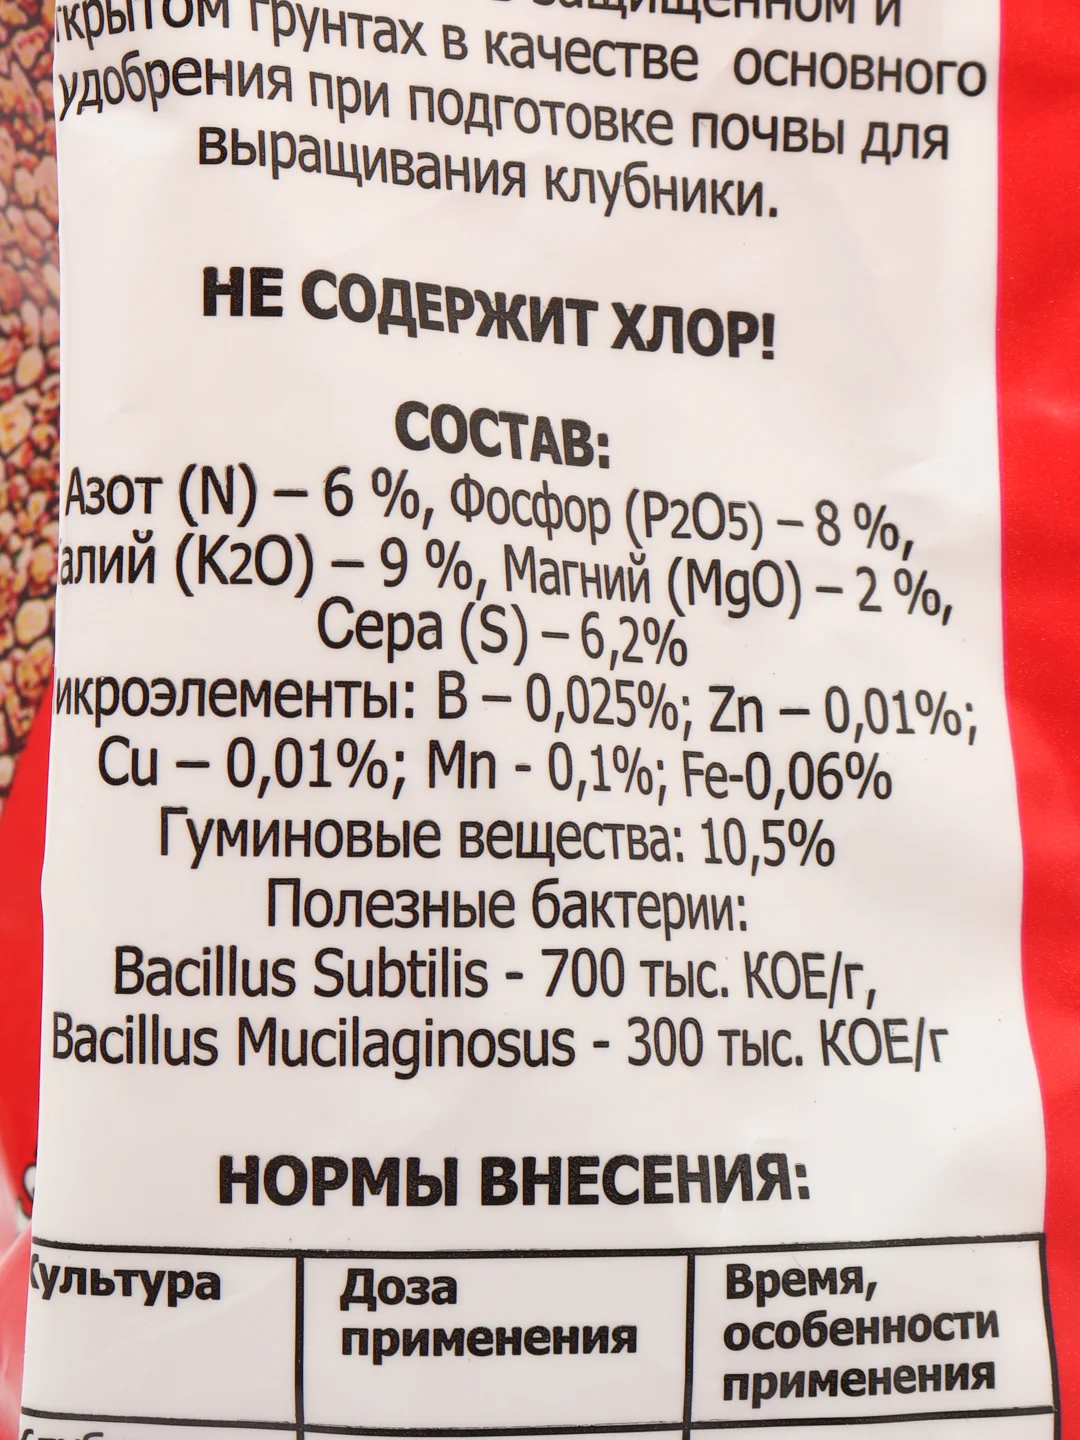 защищенном и
крытом грунтах в качестве основного
удобрения при подготовке почвы для
выращивания клубники.
НЕ СОДЕРЖИТ ХЛОР!
СОСТАВ:
Азот (N) – 6 %, Фосфор (P2O5) – 8 %,
алий (K2O) – 9 %, Магний (MgO) – 2 %,
Сера (S) – 6,2%
икроэлементы: B – 0,025%; Zn – 0,01%;
Cu – 0,01%; Mn - 0,1%; Fe-0,06%
Гуминовые вещества: 10,5%
Полезные бактерии:
Bacillus Subtilis - 700 тыс. КОЕ/г,
Bacillus Mucilaginosus - 300 тыс. КОЕ/г
НОРМЫ ВНЕСЕНИЯ:
Культура
Доза
применения
Время,
особенности
применения